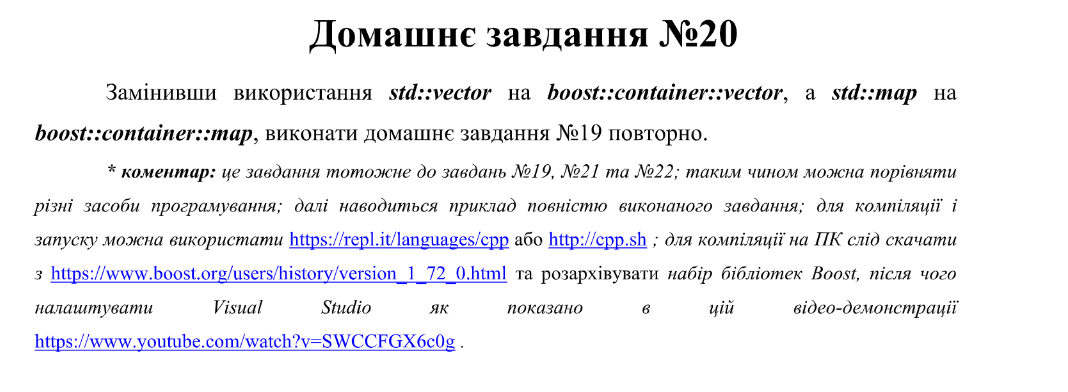 Домашнє завдання №20
Замінивши використання std::vector на boost::container::vector, а std::map на
boost::container::map, виконати домашнє завдання №19 повторно.
* коментар: це завдання тотожне до завдань №19, №21 та №22; таким чином можна порівняти
різні засоби програмування; далі наводиться приклад повністю виконаного завдання; для компіляції і
запуску можна використати https://repl.it/languages/cpp або http://cpp.sh ; для компіляції на ПК слід скачати
з https://www.boost.org/users/history/version_1_72_0.html та розархівувати набір бібліотек Boost, після чого
налаштувати Visual Studio як показано в цій відео-демонстрації
https://www.youtube.com/watch?v=SWCCFGX6c0g .